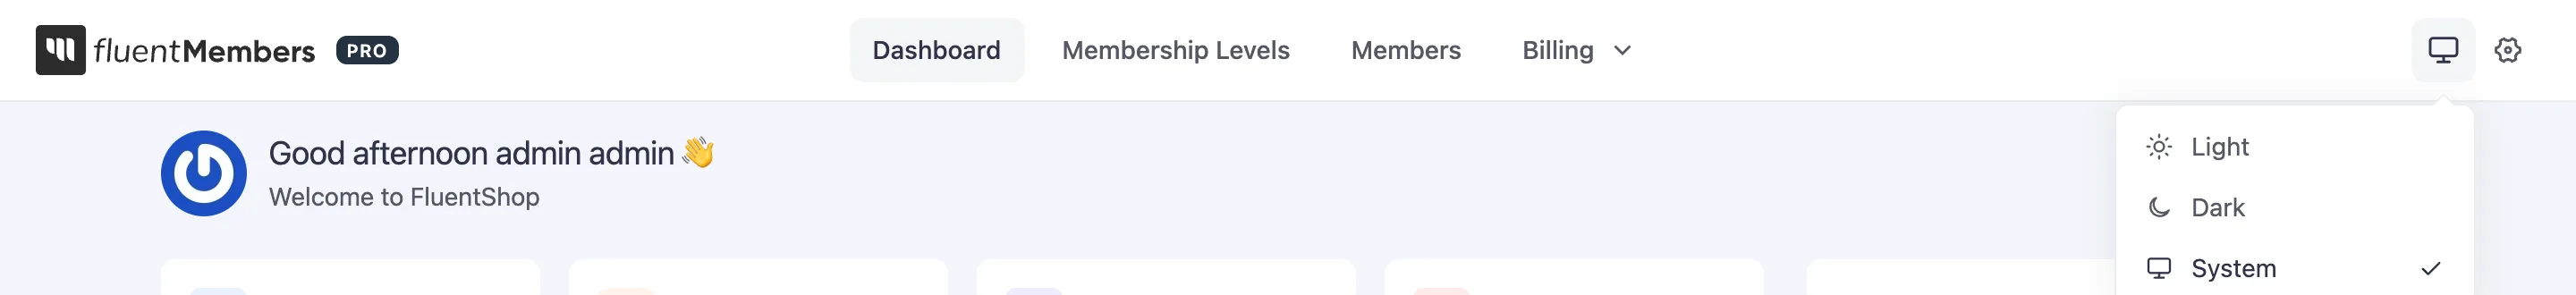 fluentMembers PRO
Dashboard
Membership Levels
Members
Billing
Light
Dark
System
Good afternoon admin admin 👋
Welcome to FluentShop